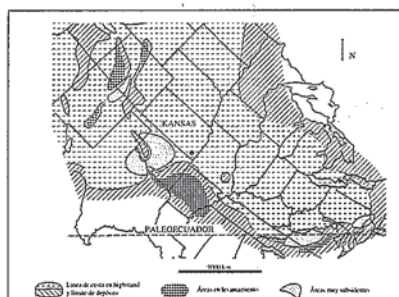 N
KANSAS
PALEOECUADOR
Línea de costa en highstand
y límite de depósito
Áreas en levantamiento
Áreas muy subsidentes